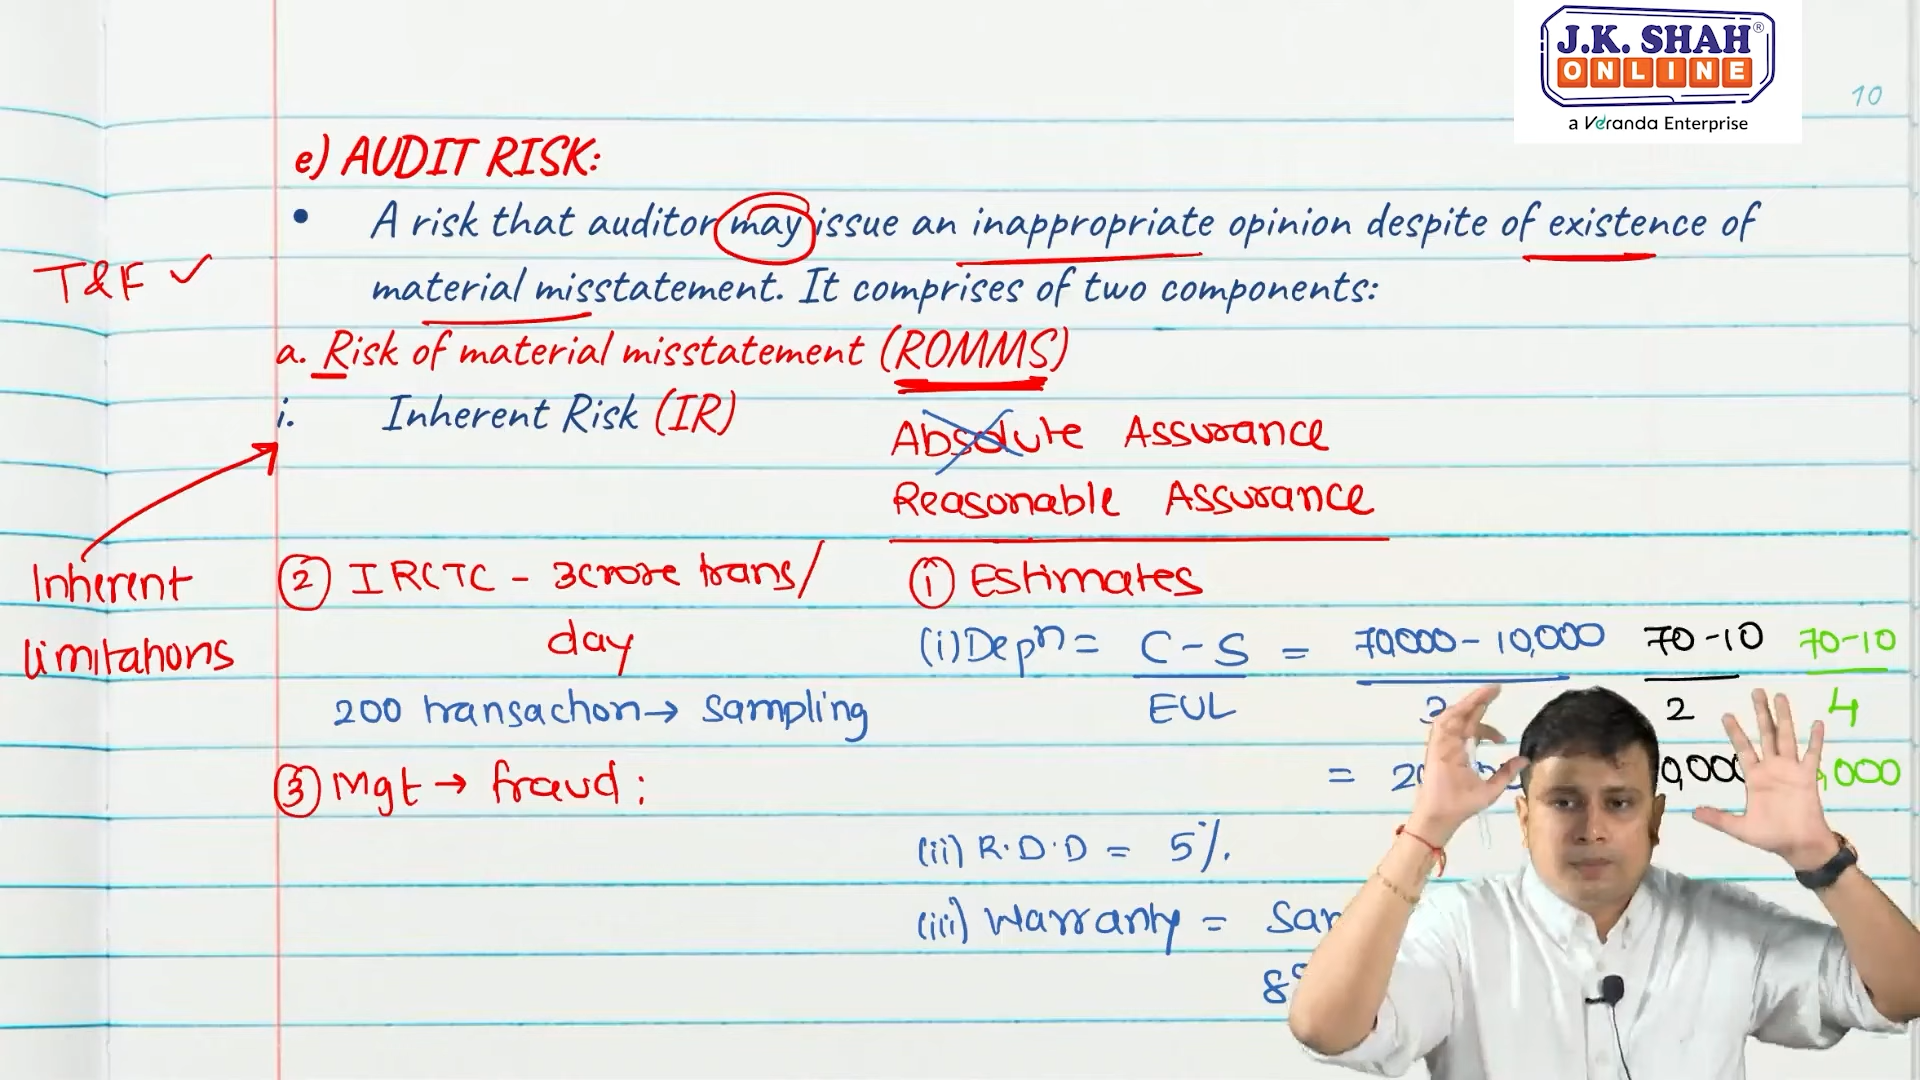 J.K. SHAH®
ONLINE
a Veranda Enterprise
10
e) AUDIT RISK:
• A risk that auditor may issue an inappropriate opinion despite of existence of
material misstatement. It comprises of two components:
T&F ✓
a. Risk of material misstatement (ROMMS)
i. Inherent Risk (IR)
Absolute Assurance
Reasonable Assurance
Inherent
limitations
② IRCTC - 3crore trans/
day
200 transaction → sampling
③ Mgt → fraud :
① Estimates
(i) Depⁿ = C - S = 70,000 - 10,000 70-10 70-10
EUL 2 4
(ii) R.D.D = 5%.
(iii) Warranty =